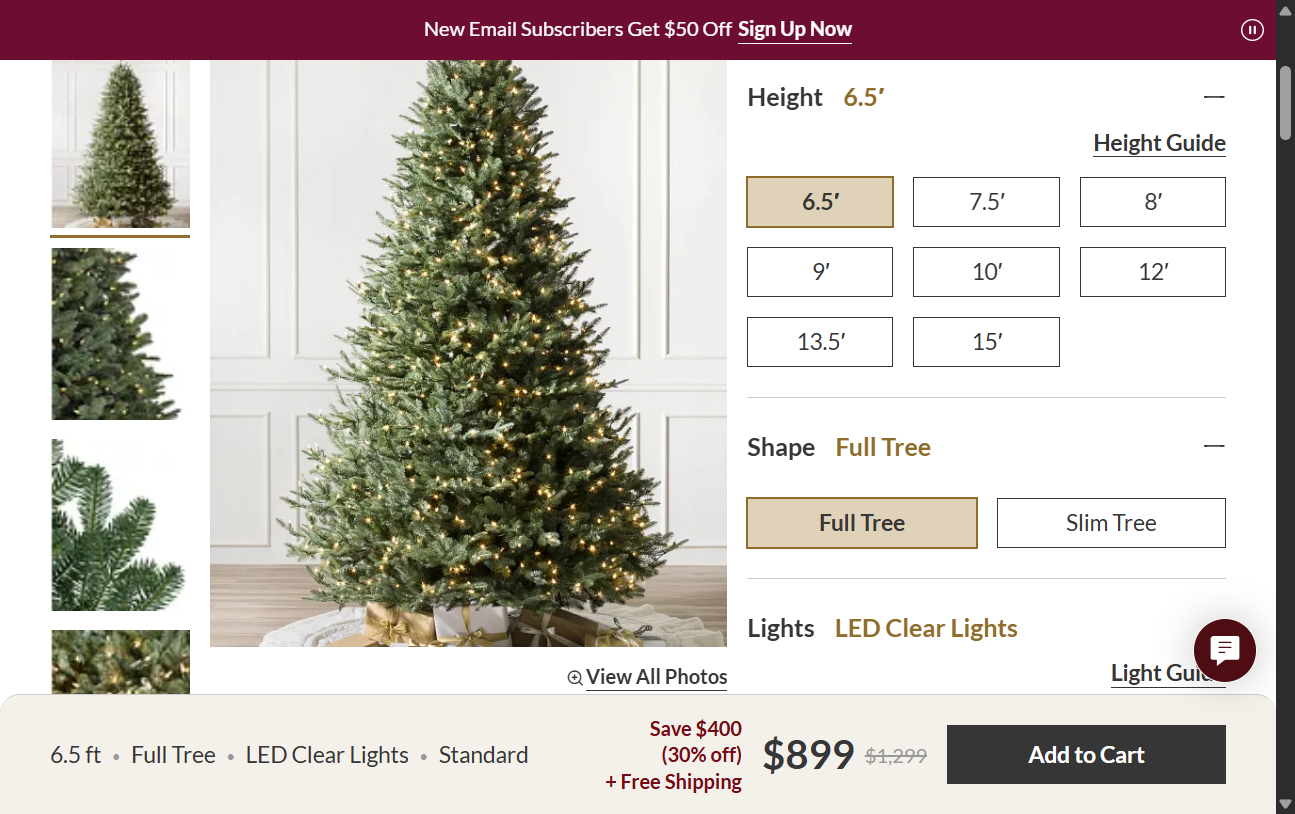 New Email Subscribers Get $50 Off Sign Up Now
Height 6.5′
Height Guide
6.5′
7.5′
8′
9′
10′
12′
13.5′
15′
Shape Full Tree
Full Tree
Slim Tree
Lights LED Clear Lights
View All Photos
Light
6.5 ft • Full Tree • LED Clear Lights • Standard
Save $400
(30% off)
+ Free Shipping
$899 $1,299
Add to Cart